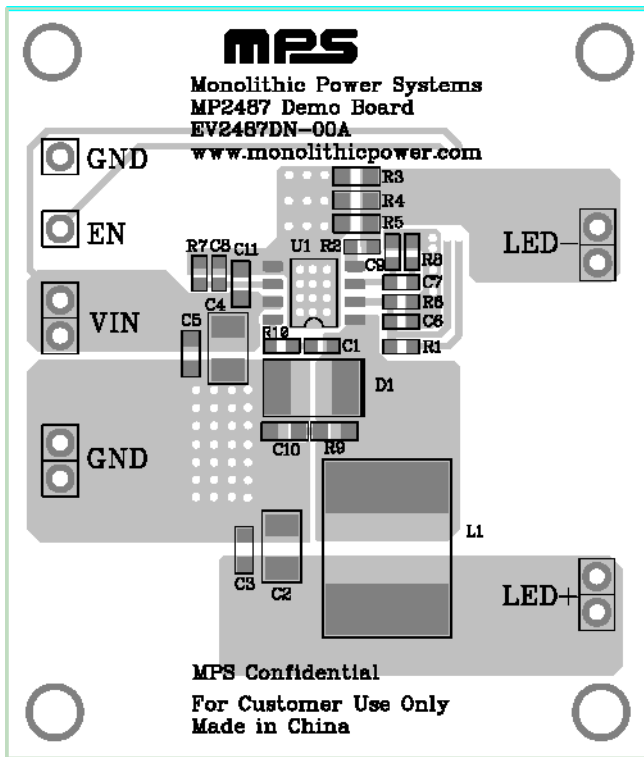 mps
Monolithic Power Systems
MP2487 Demo Board
EV2487DN-00A
www.monolithicpower.com
GND
R3
R4
R5
EN
LED-
U1
R2
R7
C8
C11
C9
R8
C7
VIN
C4
R6
C5
C6
R10
C1
R1
D1
GND
C10
R9
L1
C3
C2
LED+
MPS Confidential
For Customer Use Only
Made in China